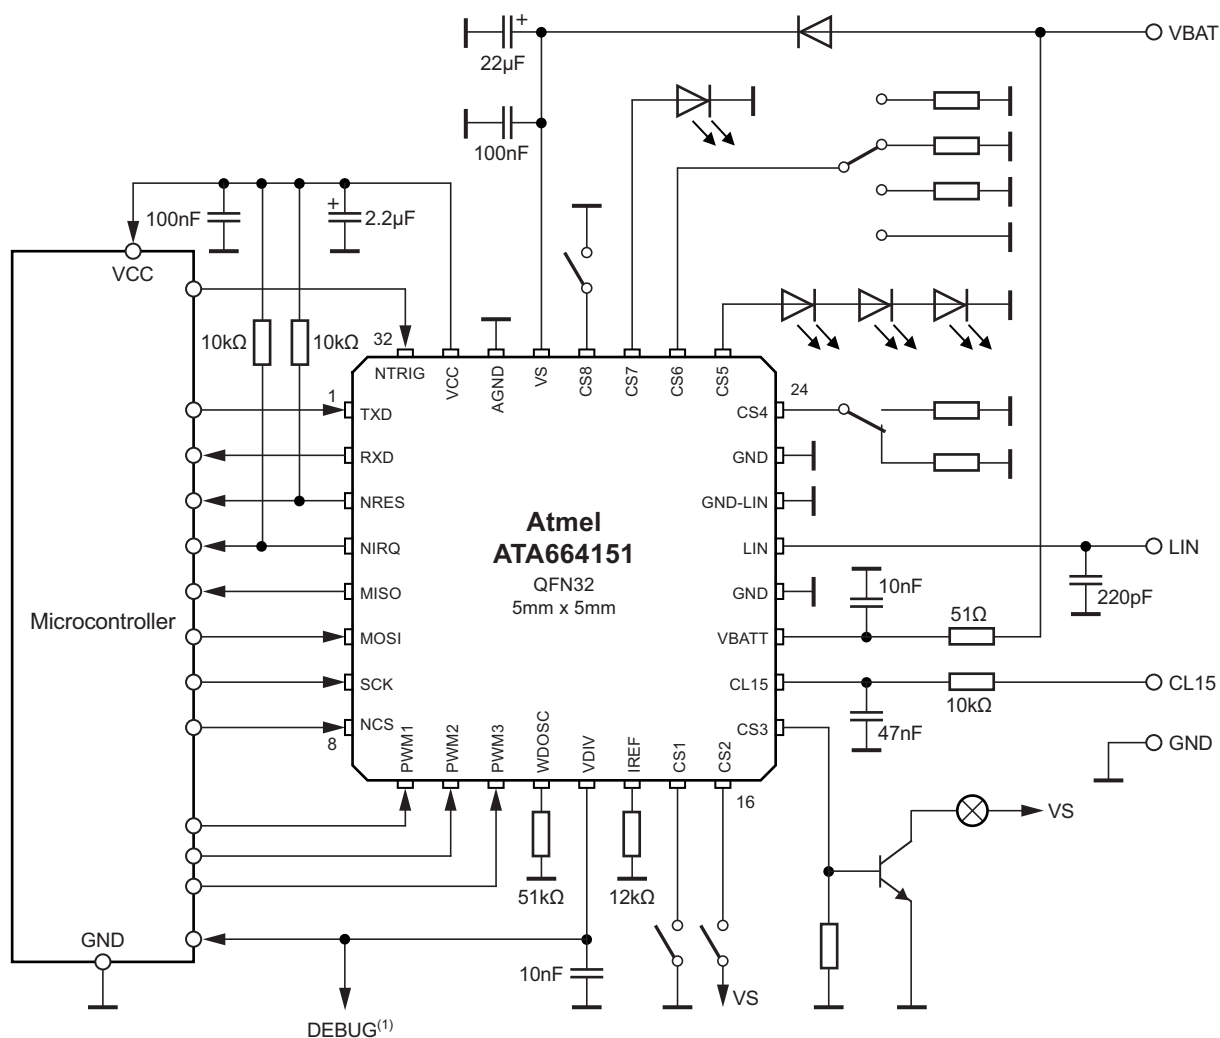 VBAT
22µF
100nF
100nF
2.2µF
VCC
10kΩ
10kΩ
32
NTRIG
VCC
AGND
VS
CS8
CS7
CS6
CS5
24
1
TXD
CS4
RXD
GND
NRES
GND-LIN
Atmel
ATA664151
QFN32
5mm x 5mm
NIRQ
LIN
LIN
MISO
GND
10nF
220pF
Microcontroller
51Ω
MOSI
VBATT
SCK
CL15
10kΩ
CL15
NCS
8
CS3
47nF
GND
PWM1
PWM2
PWM3
WDOSC
VDIV
IREF
CS1
CS2
16
VS
51kΩ
12kΩ
GND
10nF
VS
DEBUG(1)